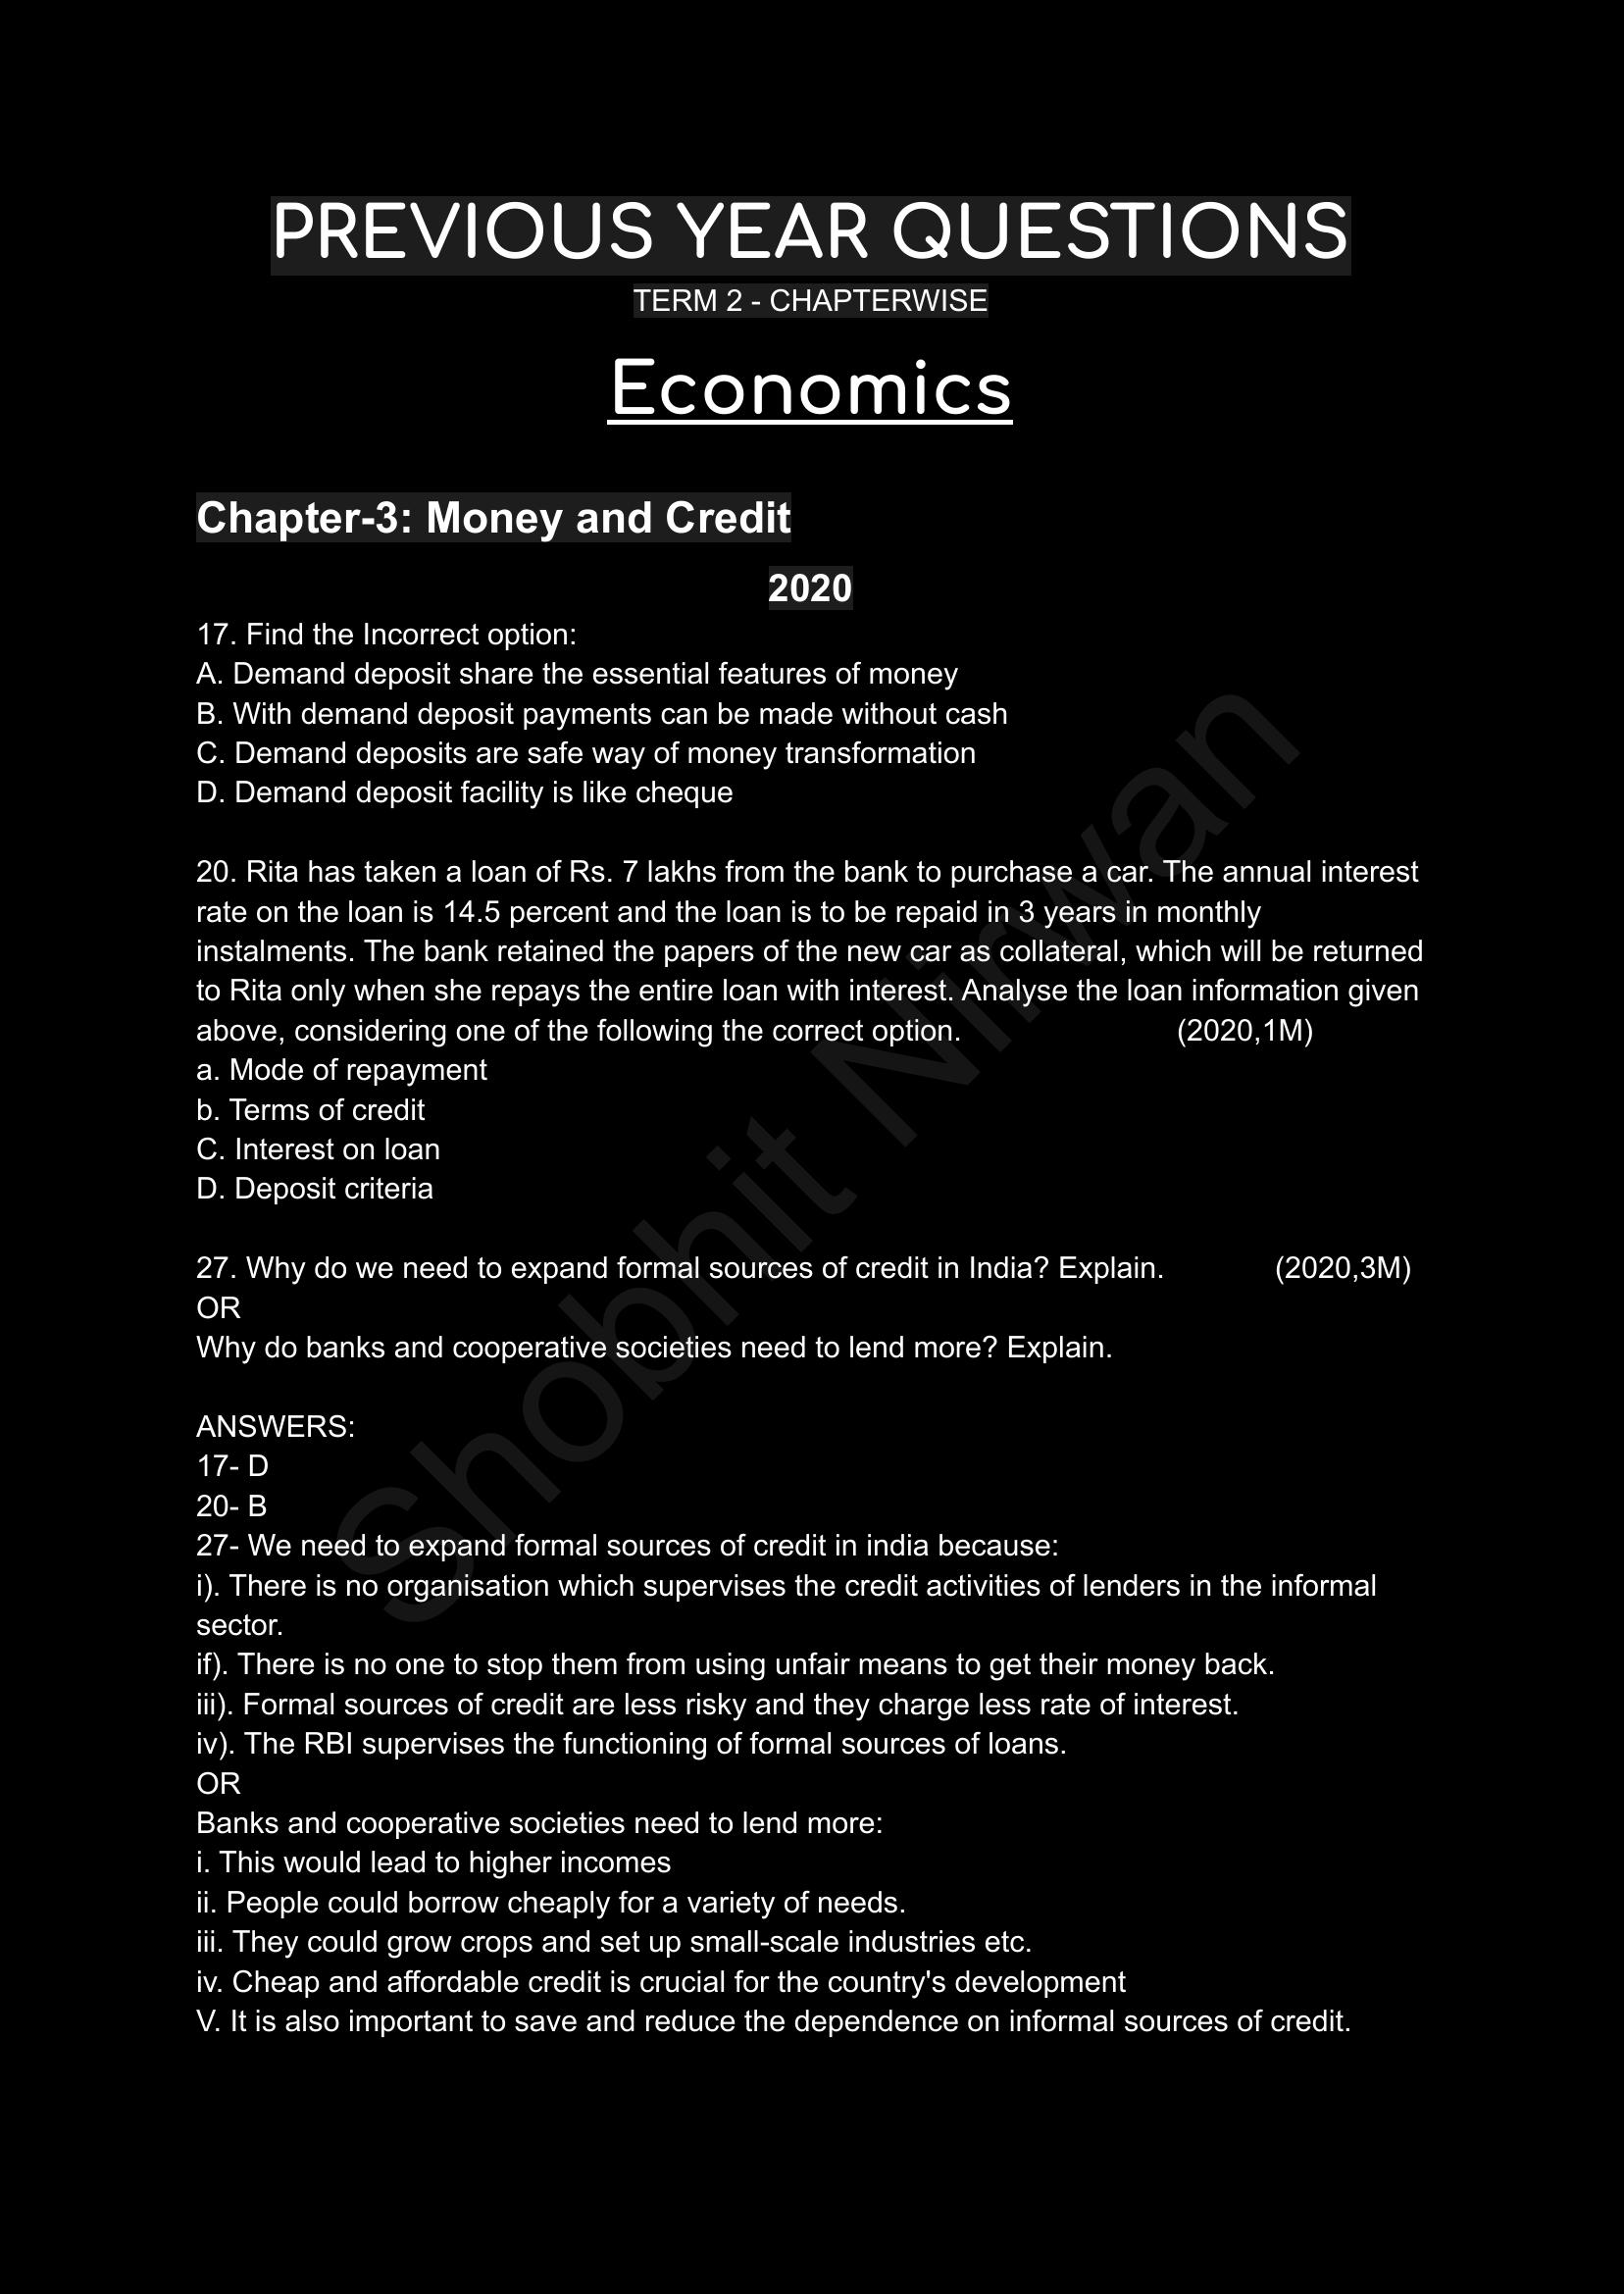 PREVIOUS YEAR QUESTIONS
TERM 2 - CHAPTERWISE
Economics
Chapter-3: Money and Credit
2020
17. Find the Incorrect option:
A. Demand deposit share the essential features of money
B. With demand deposit payments can be made without cash
C. Demand deposits are safe way of money transformation
D. Demand deposit facility is like cheque
20. Rita has taken a loan of Rs. 7 lakhs from the bank to purchase a car. The annual interest
rate on the loan is 14.5 percent and the loan is to be repaid in 3 years in monthly
instalments. The bank retained the papers of the new car as collateral, which will be returned
to Rita only when she repays the entire loan with interest. Analyse the loan information given
above, considering one of the following the correct option. (2020,1M)
a. Mode of repayment
b. Terms of credit
C. Interest on loan
D. Deposit criteria
27. Why do we need to expand formal sources of credit in India? Explain. (2020,3M)
OR
Why do banks and cooperative societies need to lend more? Explain.
ANSWERS:
17- D
20- B
27- We need to expand formal sources of credit in india because:
i). There is no organisation which supervises the credit activities of lenders in the informal
sector.
if). There is no one to stop them from using unfair means to get their money back.
iii). Formal sources of credit are less risky and they charge less rate of interest.
iv). The RBI supervises the functioning of formal sources of loans.
OR
Banks and cooperative societies need to lend more:
i. This would lead to higher incomes
ii. People could borrow cheaply for a variety of needs.
iii. They could grow crops and set up small-scale industries etc.
iv. Cheap and affordable credit is crucial for the country's development
V. It is also important to save and reduce the dependence on informal sources of credit.
Shobhit Nirwan